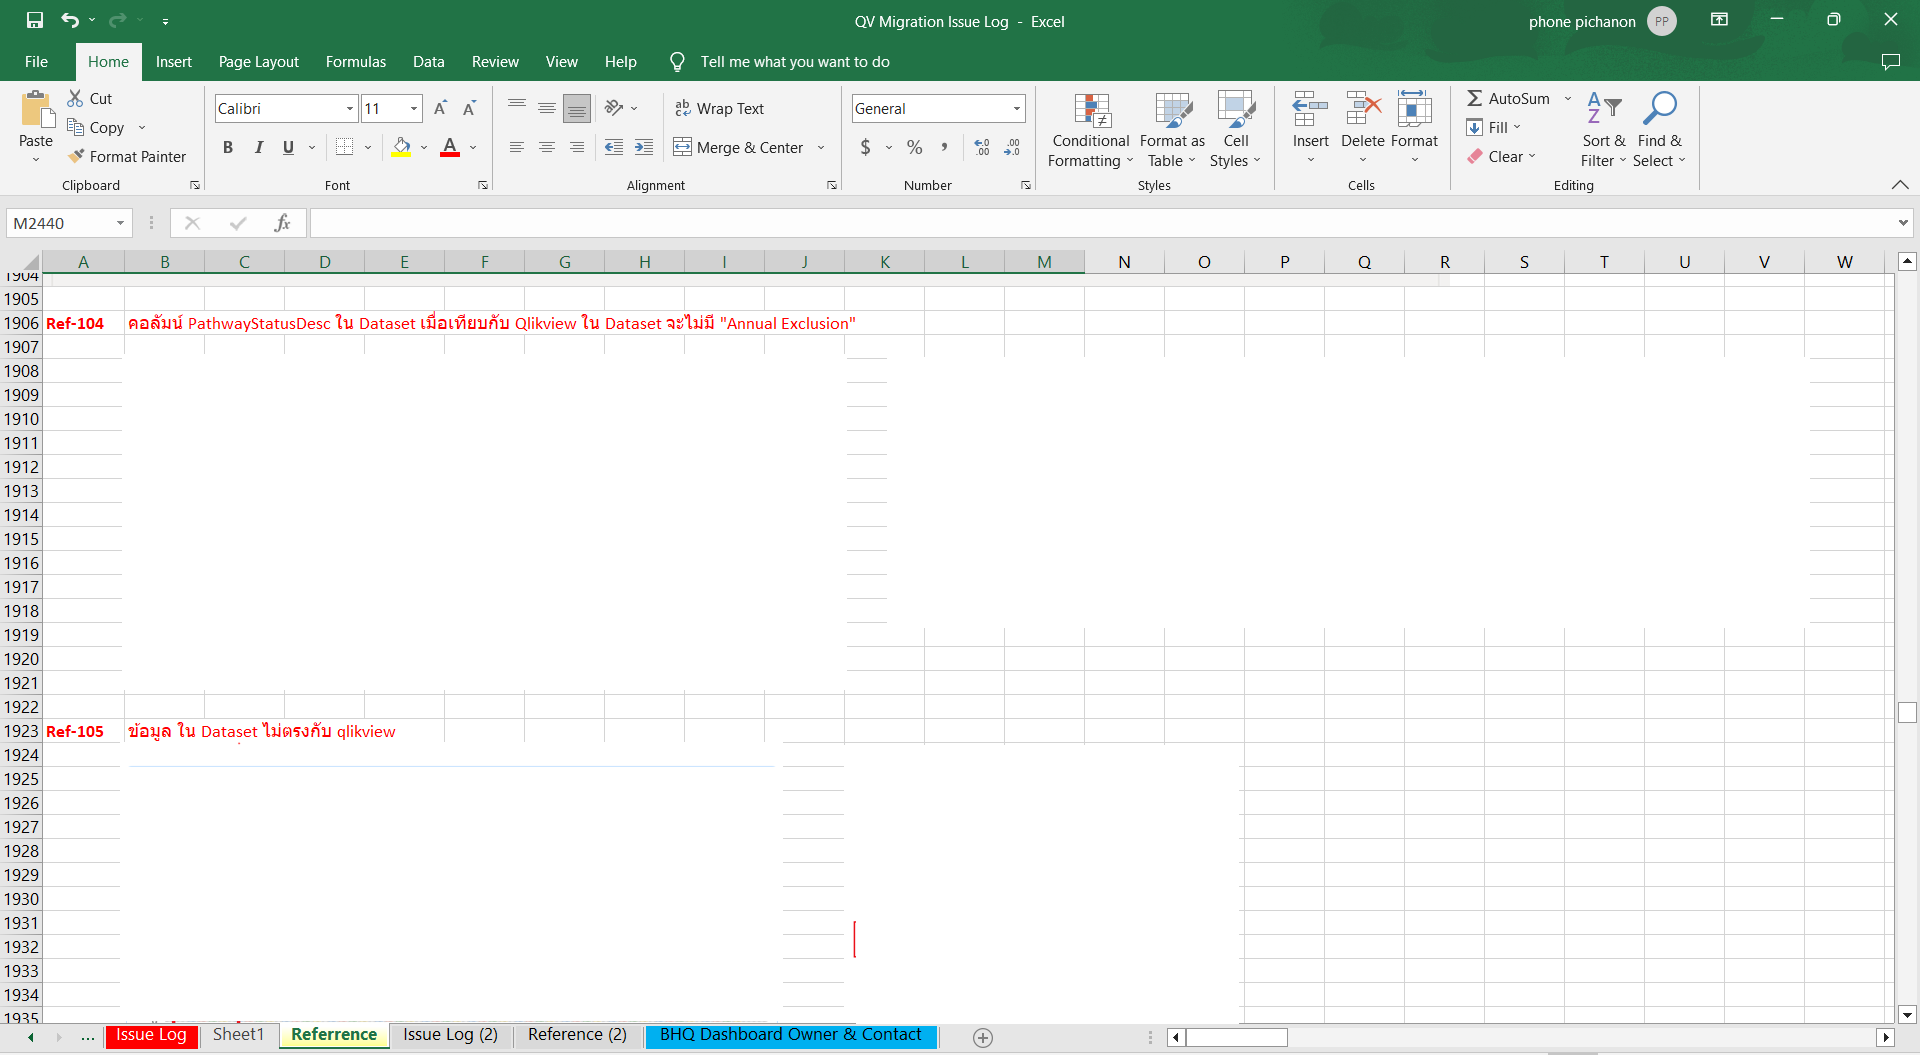 QV Migration Issue Log - Excel
phone pichanon
PP
File Home Insert Page Layout Formulas Data Review View Help Tell me what you want to do
Paste
Cut
Copy
Format Painter
Clipboard
Calibri 11
B I U
Font
Wrap Text
Merge & Center
Alignment
General
$ % ,
Number
Conditional Formatting
Format as Table
Cell Styles
Styles
Insert Delete Format
Cells
AutoSum
Fill
Clear
Sort & Filter
Find & Select
Editing
M2440
fx
A B C D E F G H I J K L M N O P Q R S T U V W
1904
1905
1906 Ref-104 คอลัมน์ PathwayStatusDesc ใน Dataset เมื่อเทียบกับ Qlikview ใน Dataset จะไม่มี "Annual Exclusion"
1907
1908
1909
1910
1911
1912
1913
1914
1915
1916
1917
1918
1919
1920
1921
1922
1923 Ref-105 ข้อมูล ใน Dataset ไม่ตรงกับ qlikview
1924
1925
1926
1927
1928
1929
1930
1931
1932
1933
1934
1935
... Issue Log Sheet1 Referrence Issue Log (2) Reference (2) BHQ Dashboard Owner & Contact